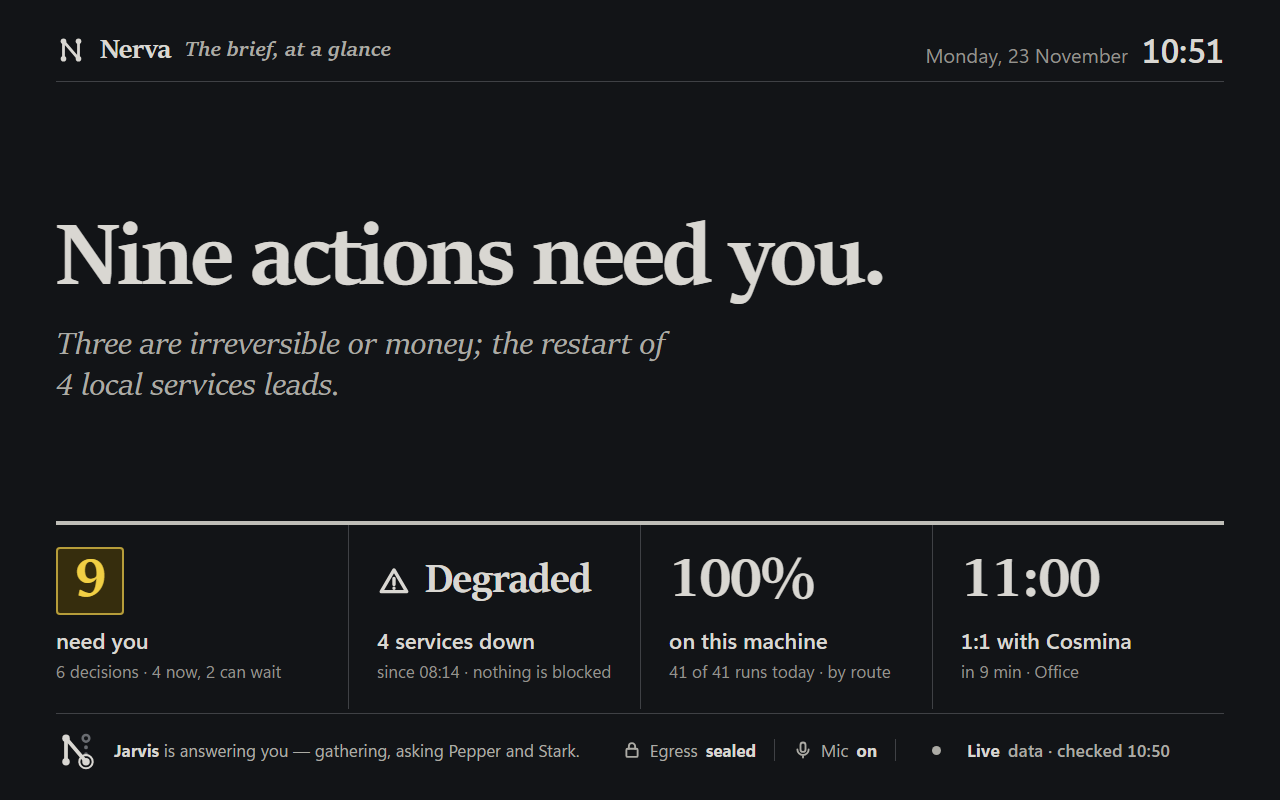 Nerva The brief, at a glance
Monday, 23 November 10:51
Nine actions need you.
Three are irreversible or money; the restart of
4 local services leads.
9
need you
6 decisions · 4 now, 2 can wait
Degraded
4 services down
since 08:14 · nothing is blocked
100%
on this machine
41 of 41 runs today · by route
11:00
1:1 with Cosmina
in 9 min · Office
Jarvis is answering you — gathering, asking Pepper and Stark.
Egress sealed
Mic on
Live data · checked 10:50